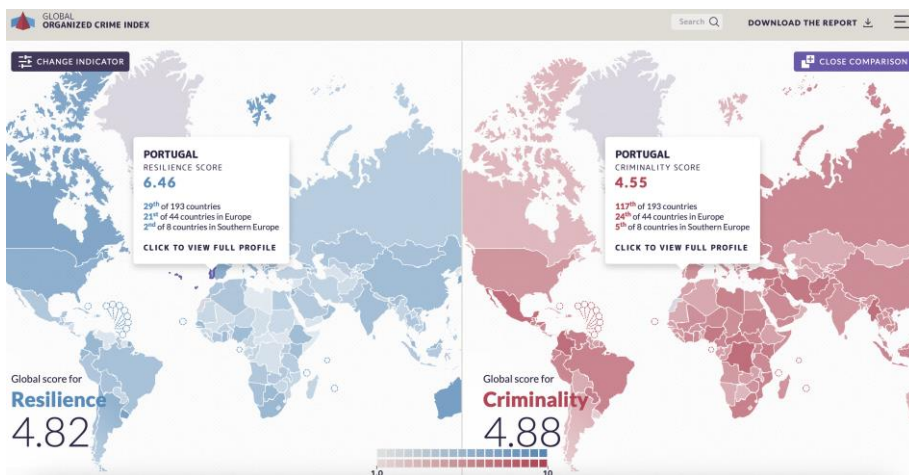 GLOBAL
ORGANIZED CRIME INDEX
Search
DOWNLOAD THE REPORT
CHANGE INDICATOR
CLOSE COMPARISON
PORTUGAL
RESILIENCE SCORE
6.46
29th of 193 countries
21st of 44 countries in Europe
2nd of 8 countries in Southern Europe
CLICK TO VIEW FULL PROFILE
PORTUGAL
CRIMINALITY SCORE
4.55
117th of 193 countries
24th of 44 countries in Europe
5th of 8 countries in Southern Europe
CLICK TO VIEW FULL PROFILE
Global score for
Resilience
4.82
Global score for
Criminality
4.88
1.0
10